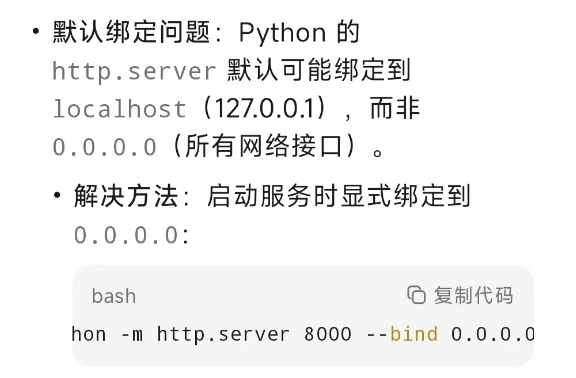 • 默认绑定问题：Python 的
http.server 默认可能绑定到
localhost（127.0.0.1），而非
0.0.0.0（所有网络接口）。
• 解决方法：启动服务时显式绑定到
0.0.0.0：
bash 复制代码
hon -m http.server 8000 --bind 0.0.0.0